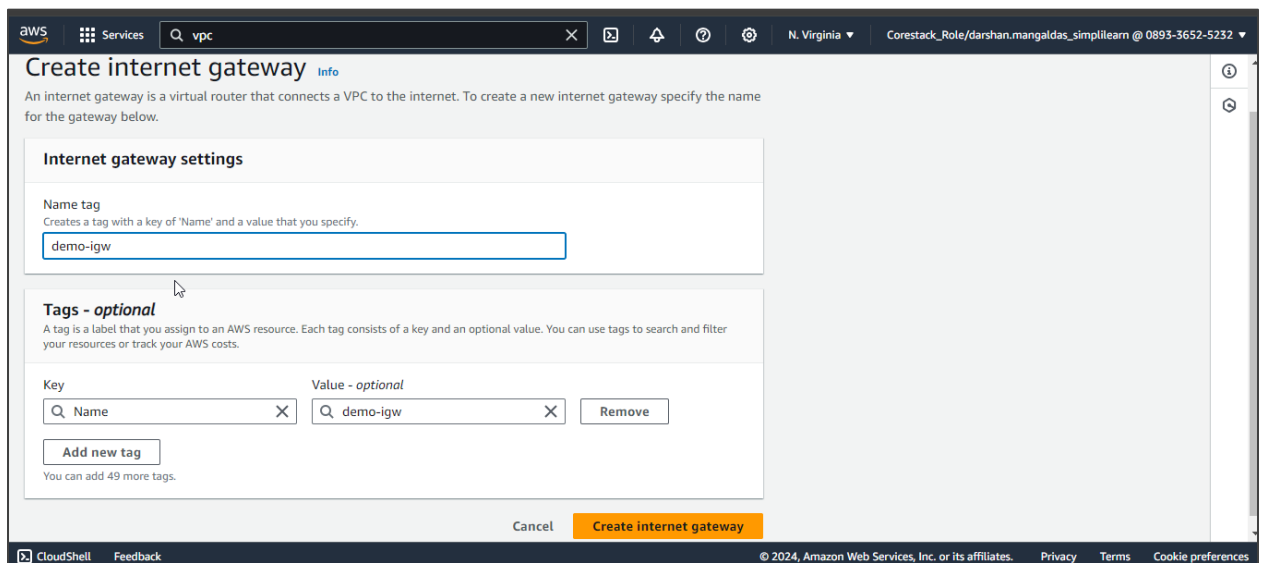 aws Services vpc N. Virginia ▼ Corestack_Role/darshan.mangaldas_simplilearn @ 0893-3652-5232 ▼
Create internet gateway Info
An internet gateway is a virtual router that connects a VPC to the internet. To create a new internet gateway specify the name
for the gateway below.
Internet gateway settings
Name tag
Creates a tag with a key of 'Name' and a value that you specify.
demo-igw
Tags - optional
A tag is a label that you assign to an AWS resource. Each tag consists of a key and an optional value. You can use tags to search and filter
your resources or track your AWS costs.
Key Value - optional
Name demo-igw Remove
Add new tag
You can add 49 more tags.
Cancel Create internet gateway
CloudShell Feedback © 2024, Amazon Web Services, Inc. or its affiliates. Privacy Terms Cookie preferences